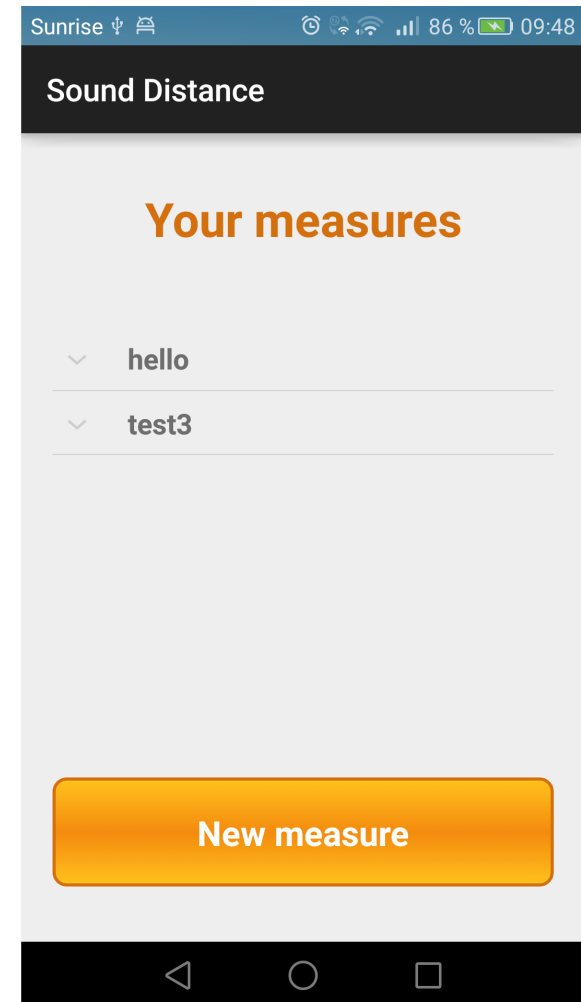 Sunrise 86 % 09:48
Sound Distance
Your measures
hello
test3
New measure